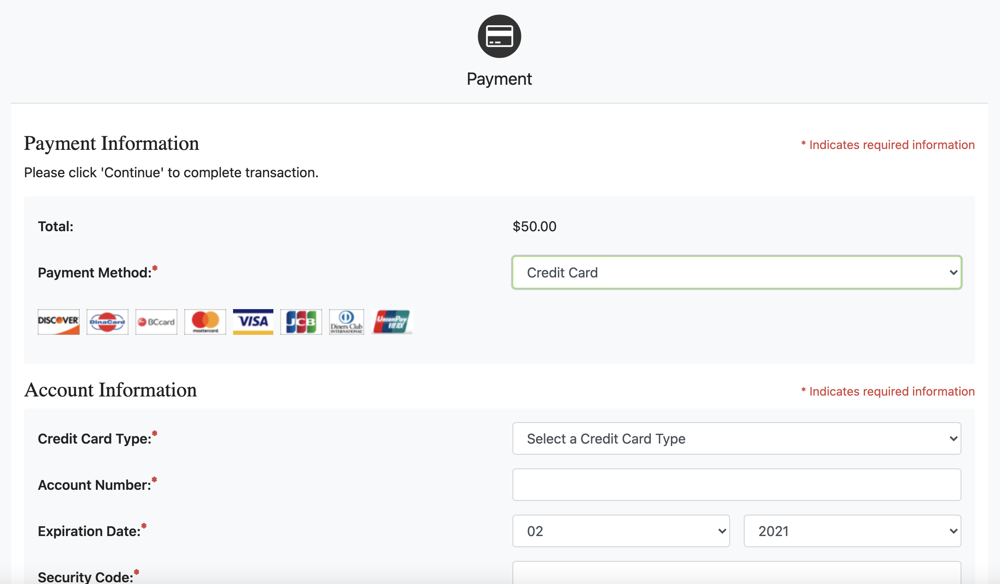 Payment
Payment Information
* Indicates required information
Please click 'Continue' to complete transaction.
Total:
$50.00
Payment Method:*
Credit Card
DISCOVER DinaCard BCcard mastercard VISA JCB Diners Club INTERNATIONAL UnionPay 银联
Account Information
* Indicates required information
Credit Card Type:*
Select a Credit Card Type
Account Number:*
Expiration Date:*
02
2021
Security Code:*